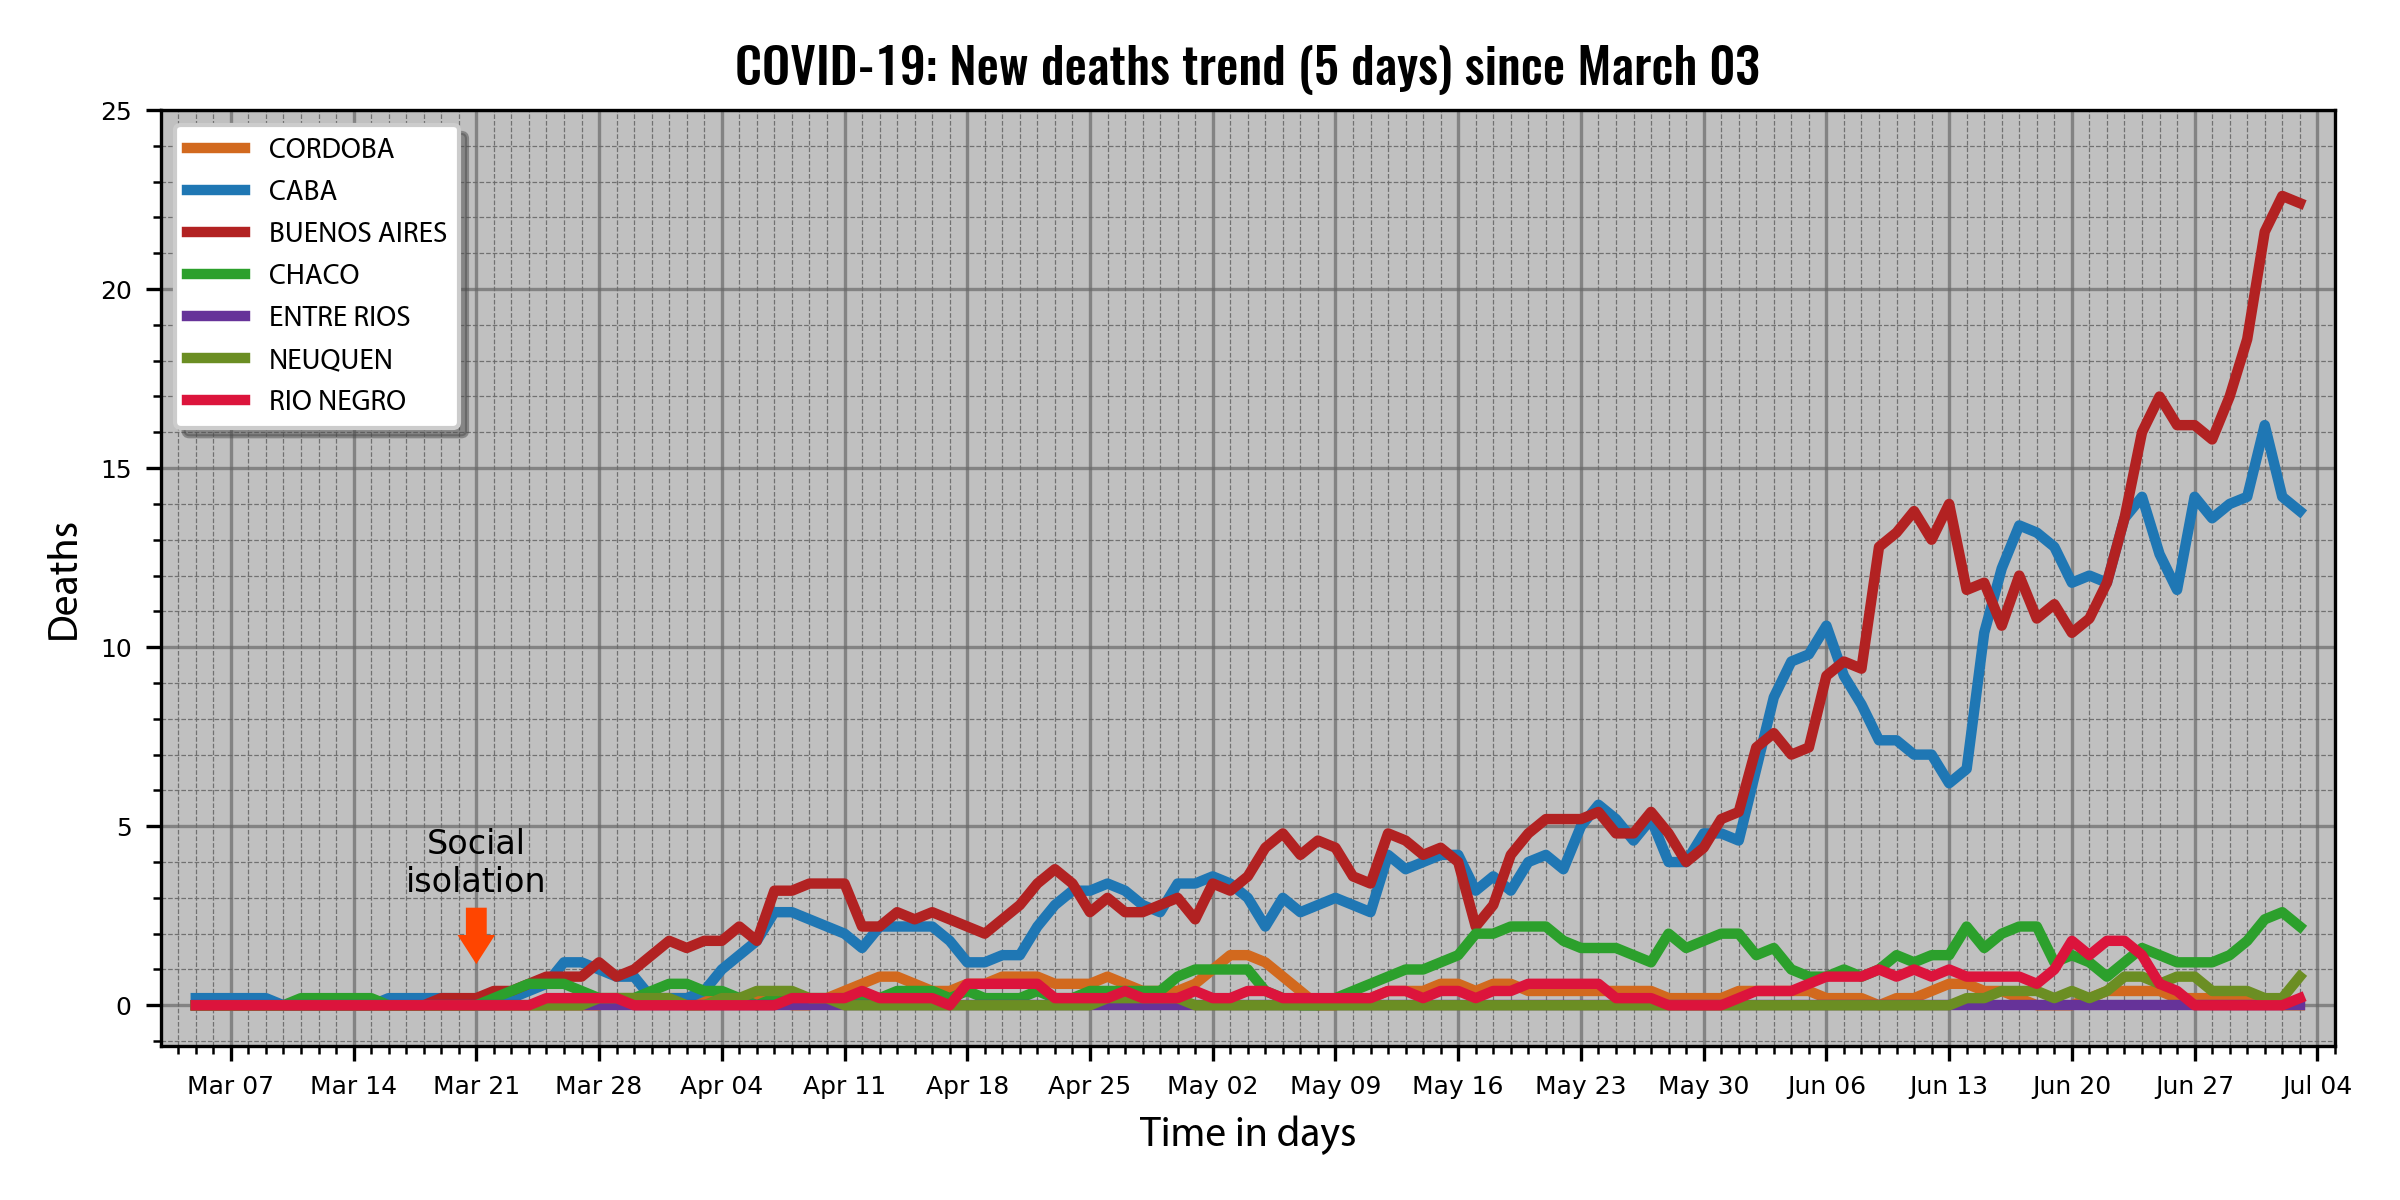 COVID-19: New deaths trend (5 days) since March 03
25
20
15
10
5
0
Deaths
CORDOBA
CABA
BUENOS AIRES
CHACO
ENTRE RIOS
NEUQUEN
RIO NEGRO
Social
isolation
Mar 07 Mar 14 Mar 21 Mar 28 Apr 04 Apr 11 Apr 18 Apr 25 May 02 May 09 May 16 May 23 May 30 Jun 06 Jun 13 Jun 20 Jun 27 Jul 04
Time in days